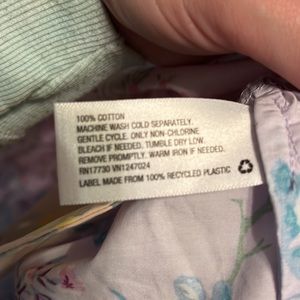 100% COTTON
MACHINE WASH COLD SEPARATELY.
GENTLE CYCLE. ONLY NON-CHLORINE
BLEACH IF NEEDED, TUMBLE DRY LOW.
REMOVE PROMPTLY. WARM IRON IF NEEDED.
RN17730 VN1247024
LABEL MADE FROM 100% RECYCLED PLASTIC